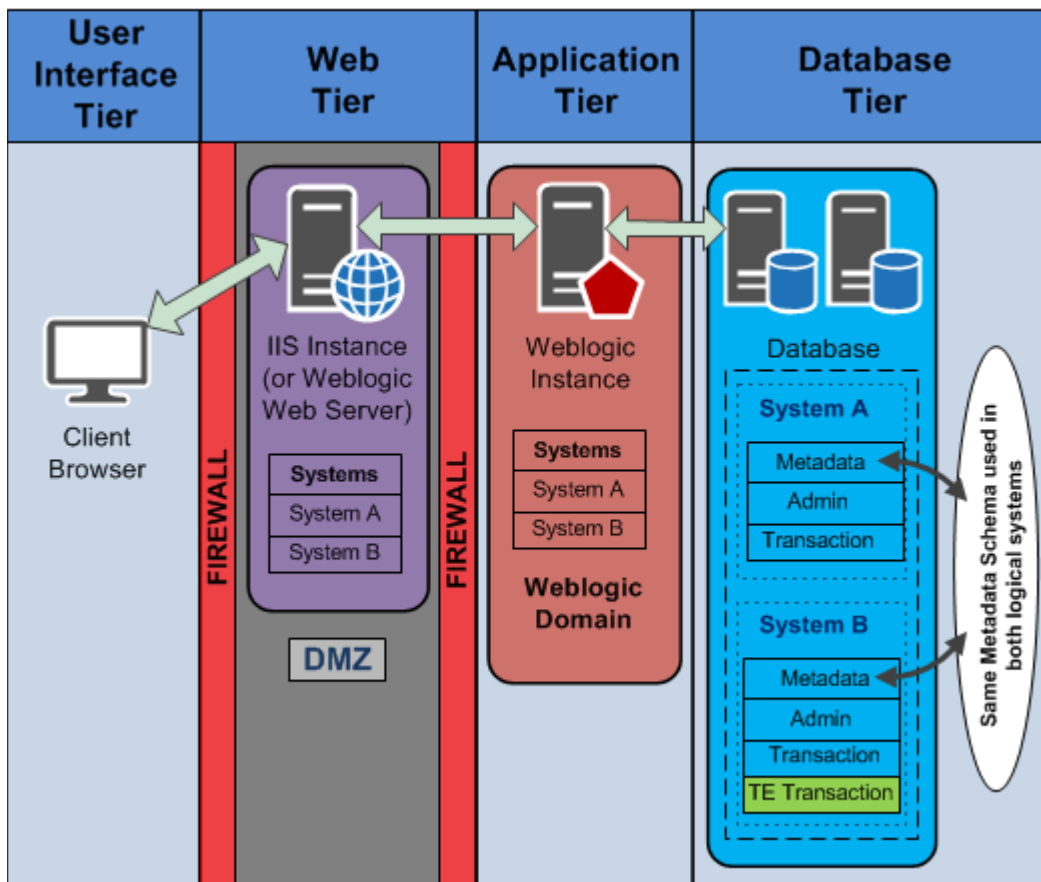 User
Interface
Tier
Web
Tier
Application
Tier
Database
Tier
Client
Browser
FIREWALL
IIS Instance
(or Weblogic
Web Server)
Systems
System A
System B
DMZ
FIREWALL
Weblogic
Instance
Systems
System A
System B
Weblogic
Domain
Database
System A
Metadata
Admin
Transaction
System B
Metadata
Admin
Transaction
TE Transaction
Same Metadata Schema used in
both logical systems